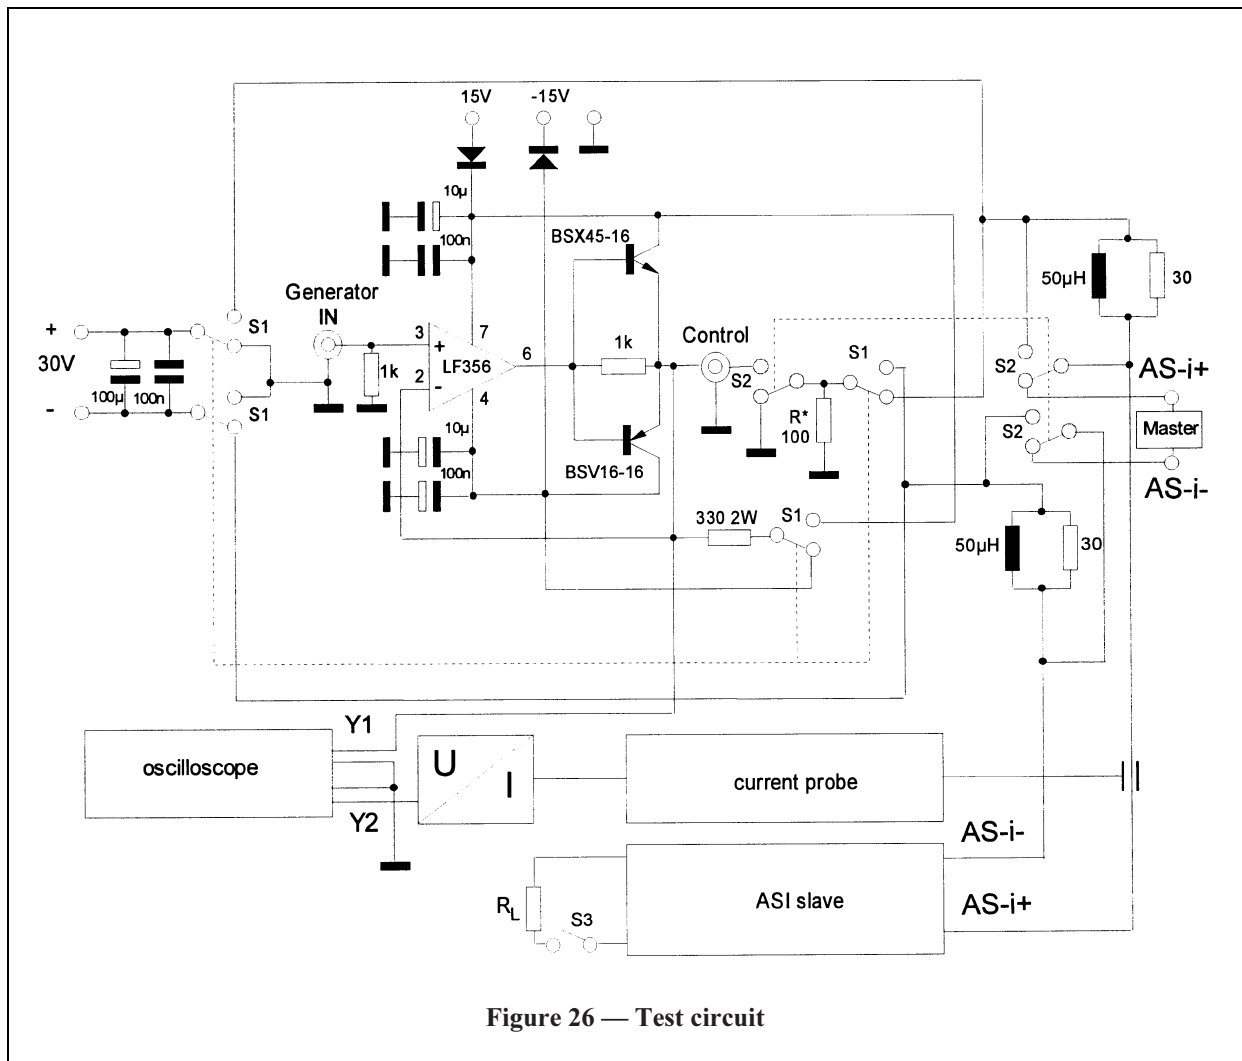 15V
-15V
10µ
100n
BSX45-16
50µH
30
Generator
IN
+
30V
-
S1
S1
100µ
100n
1k
3
+
2
-
7
LF356
4
6
1k
Control
S2
S1
R*
100
S2
AS-i+
S2
Master
AS-i-
10µ
100n
BSV16-16
330 2W
S1
50µH
30
Y1
oscilloscope
Y2
U
I
current probe
AS-i-
ASI slave
AS-i+
RL
S3
Figure 26 — Test circuit